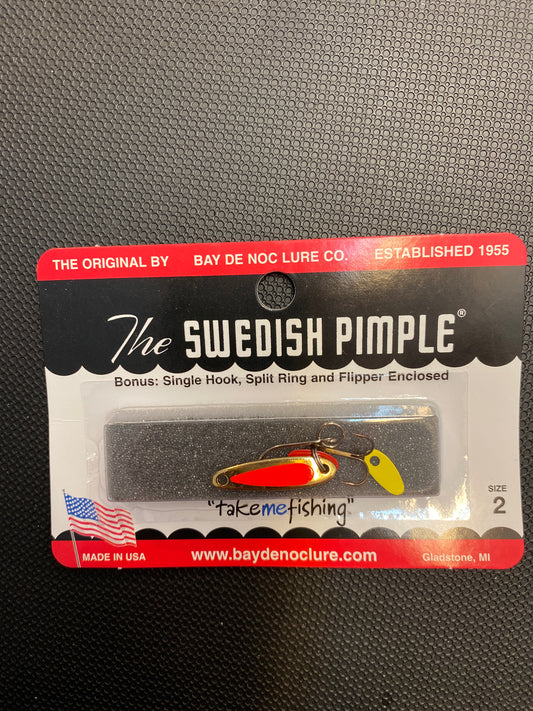 THE ORIGINAL BY BAY DE NOC LURE CO. ESTABLISHED 1955
The SWEDISH PIMPLE®
Bonus: Single Hook, Split Ring and Flipper Enclosed
"takemefishing"
SIZE
2
MADE IN USA www.baydenoclure.com Gladstone, MI